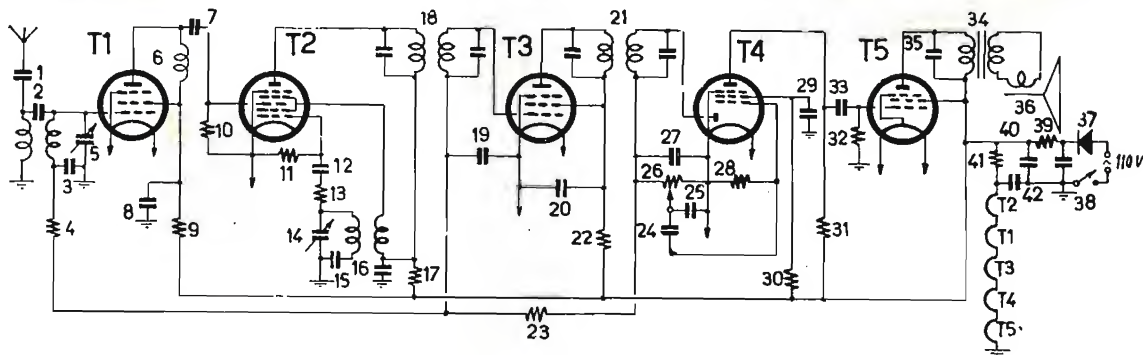 T1 T2 T3 T4 T5
1 2 3 4 5 6 7 8 9
10 11 12 13 14 15 16 17
18 19 20 21 22 23
24 25 26 27 28 29 30 31
32 33 34 35 36
37 38 39 40 41 42
110 V
T2
T1
T3
T4
T5